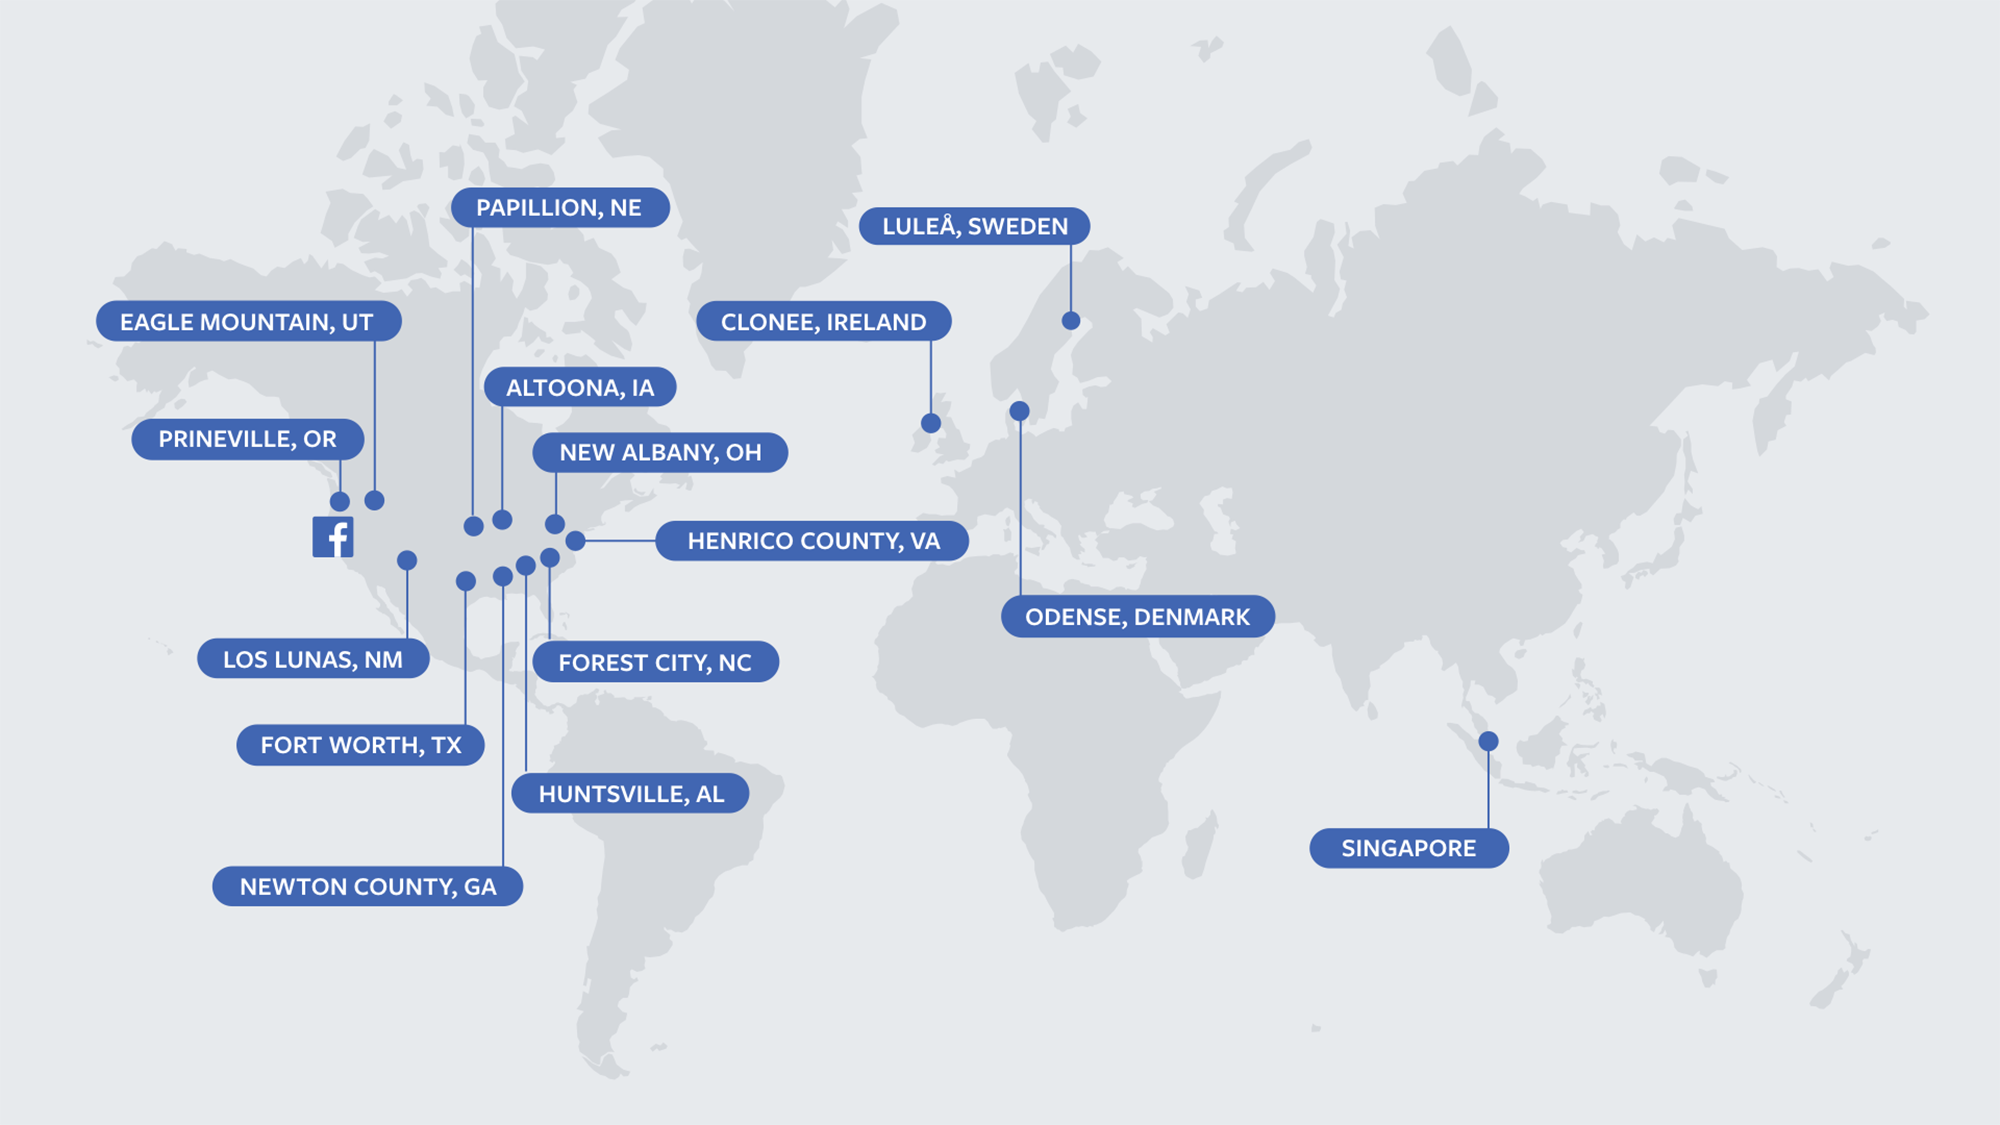 PAPILLION, NE
LULEÅ, SWEDEN
EAGLE MOUNTAIN, UT
CLONEE, IRELAND
ALTOONA, IA
PRINEVILLE, OR
NEW ALBANY, OH
f
HENRICO COUNTY, VA
ODENSE, DENMARK
LOS LUNAS, NM
FOREST CITY, NC
FORT WORTH, TX
HUNTSVILLE, AL
SINGAPORE
NEWTON COUNTY, GA